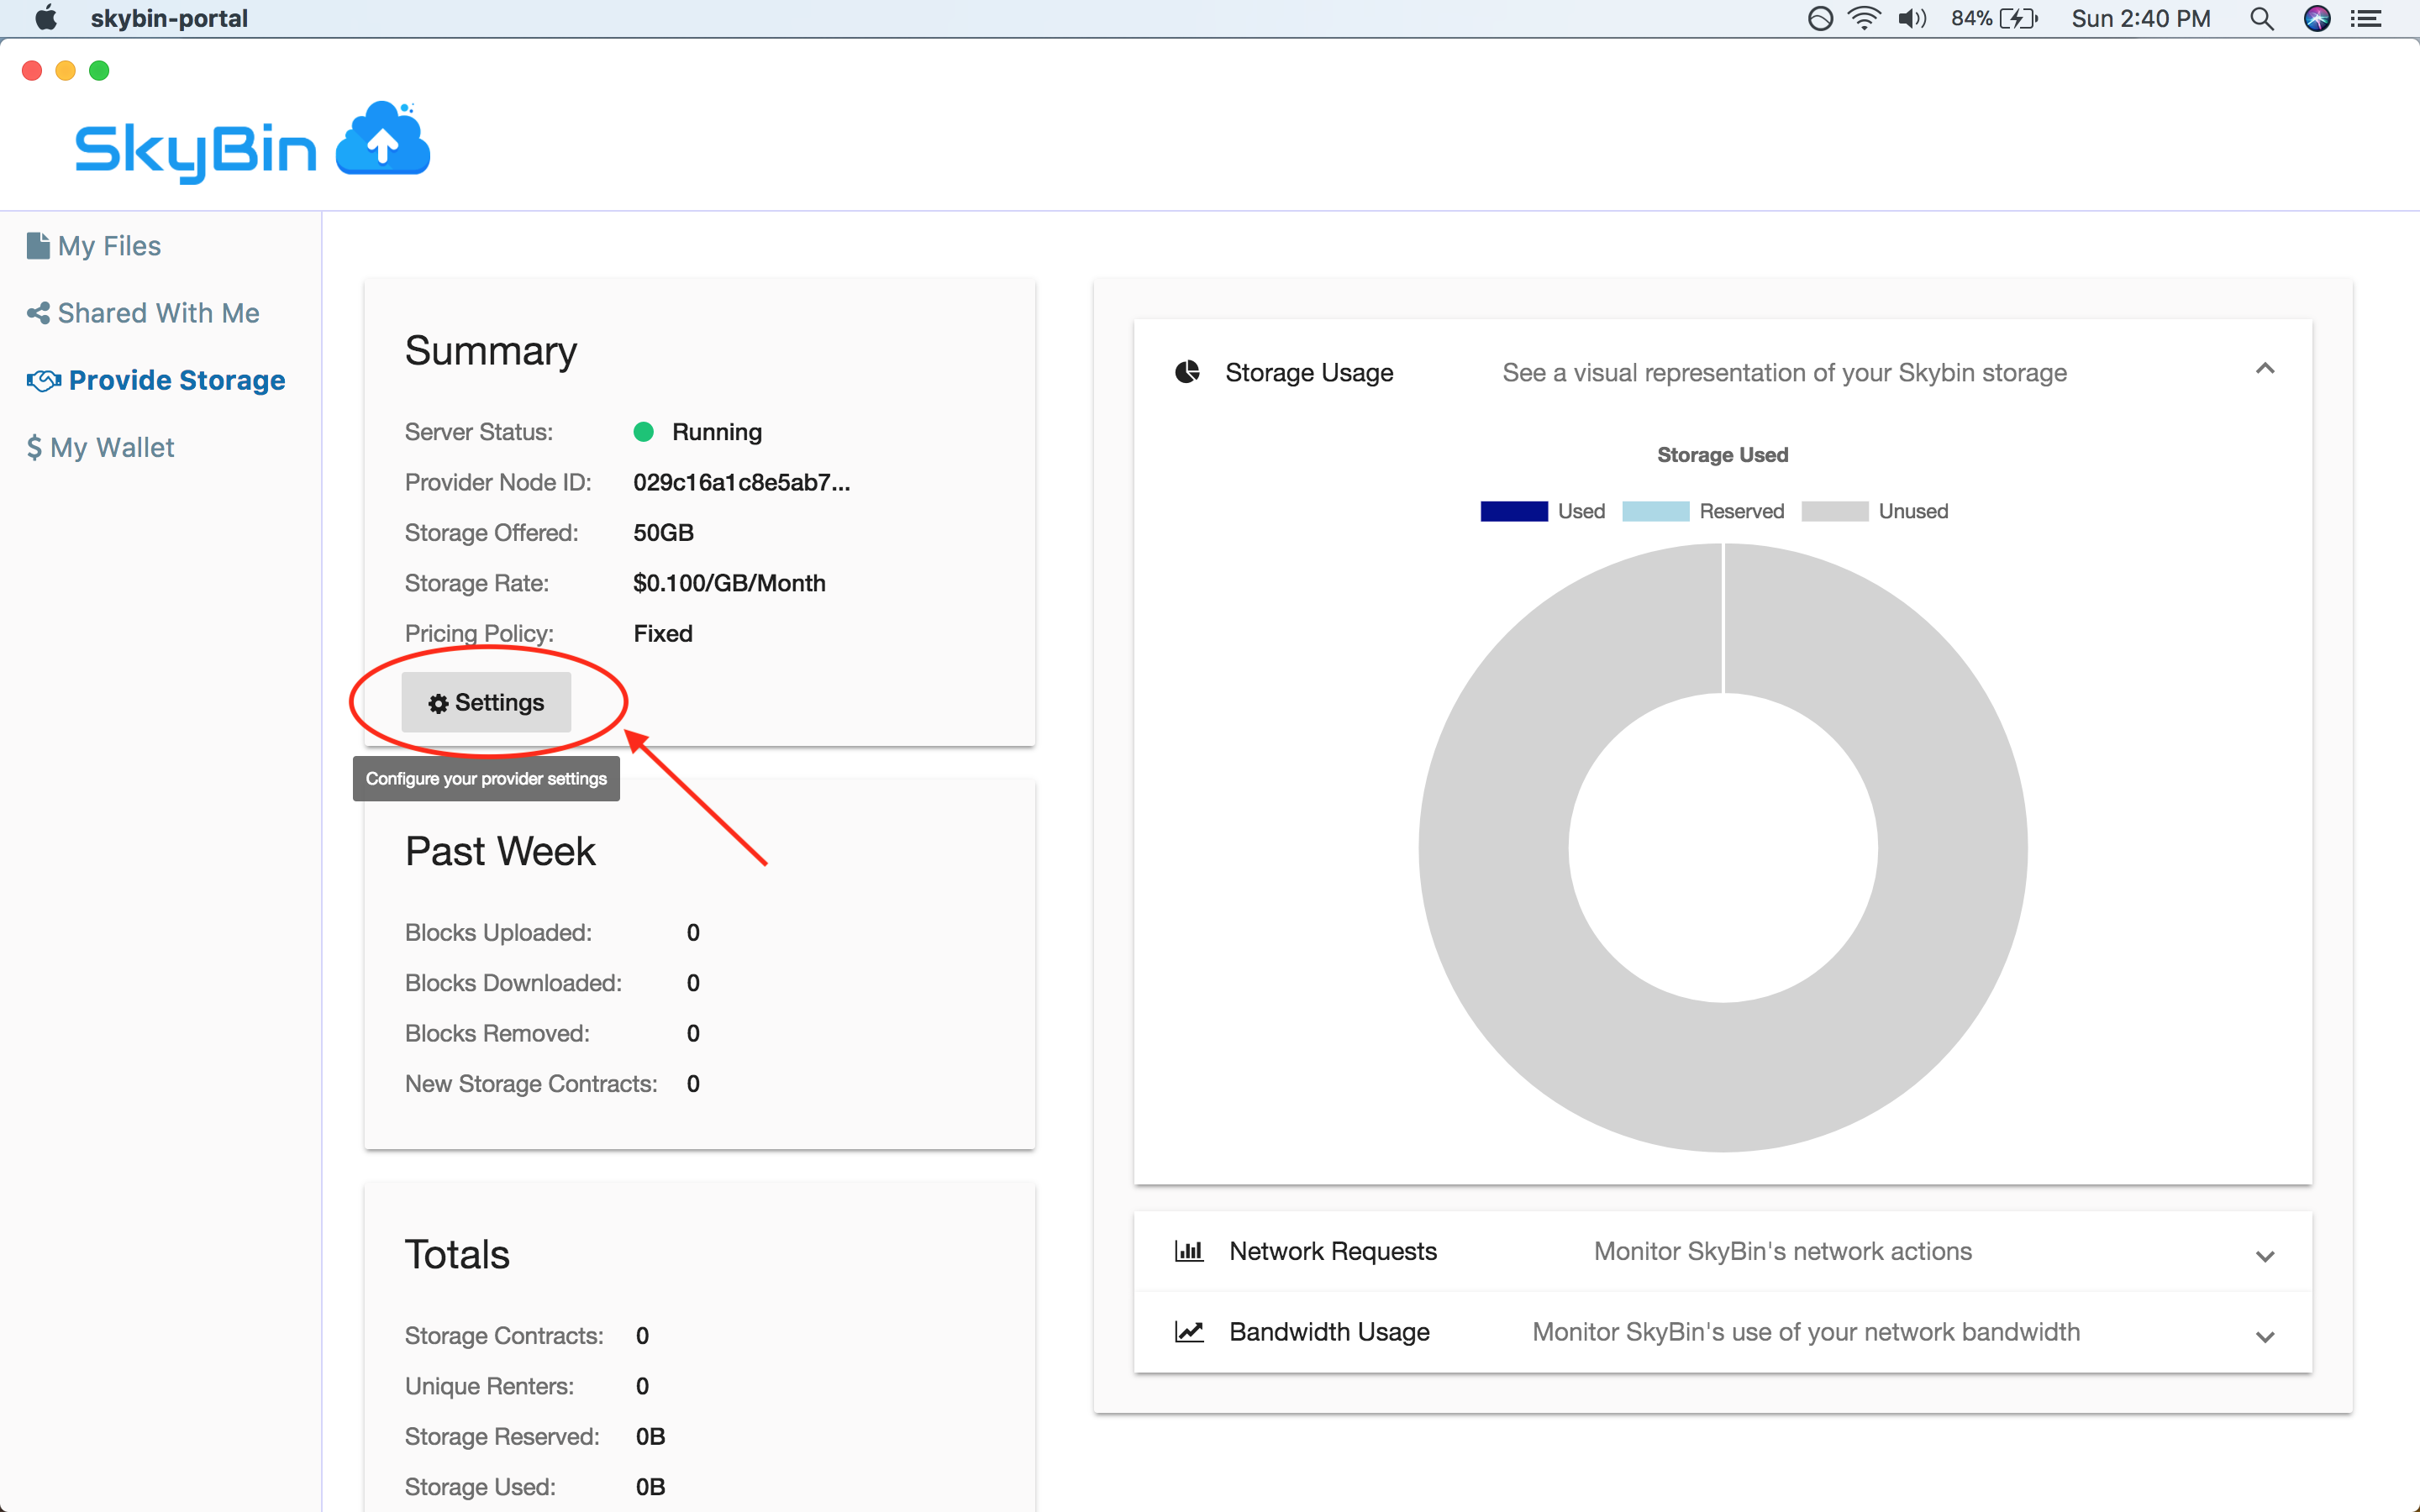 skybin-portal
84%
Sun 2:40 PM
SkyBin
My Files
Shared With Me
Provide Storage
$ My Wallet
Summary
Server Status: Running
Provider Node ID: 029c16a1c8e5ab7...
Storage Offered: 50GB
Storage Rate: $0.100/GB/Month
Pricing Policy: Fixed
Settings
Configure your provider settings
Past Week
Blocks Uploaded: 0
Blocks Downloaded: 0
Blocks Removed: 0
New Storage Contracts: 0
Totals
Storage Contracts: 0
Unique Renters: 0
Storage Reserved: 0B
Storage Used: 0B
Storage Usage See a visual representation of your Skybin storage
Storage Used
Used Reserved Unused
Network Requests Monitor SkyBin's network actions
Bandwidth Usage Monitor SkyBin's use of your network bandwidth